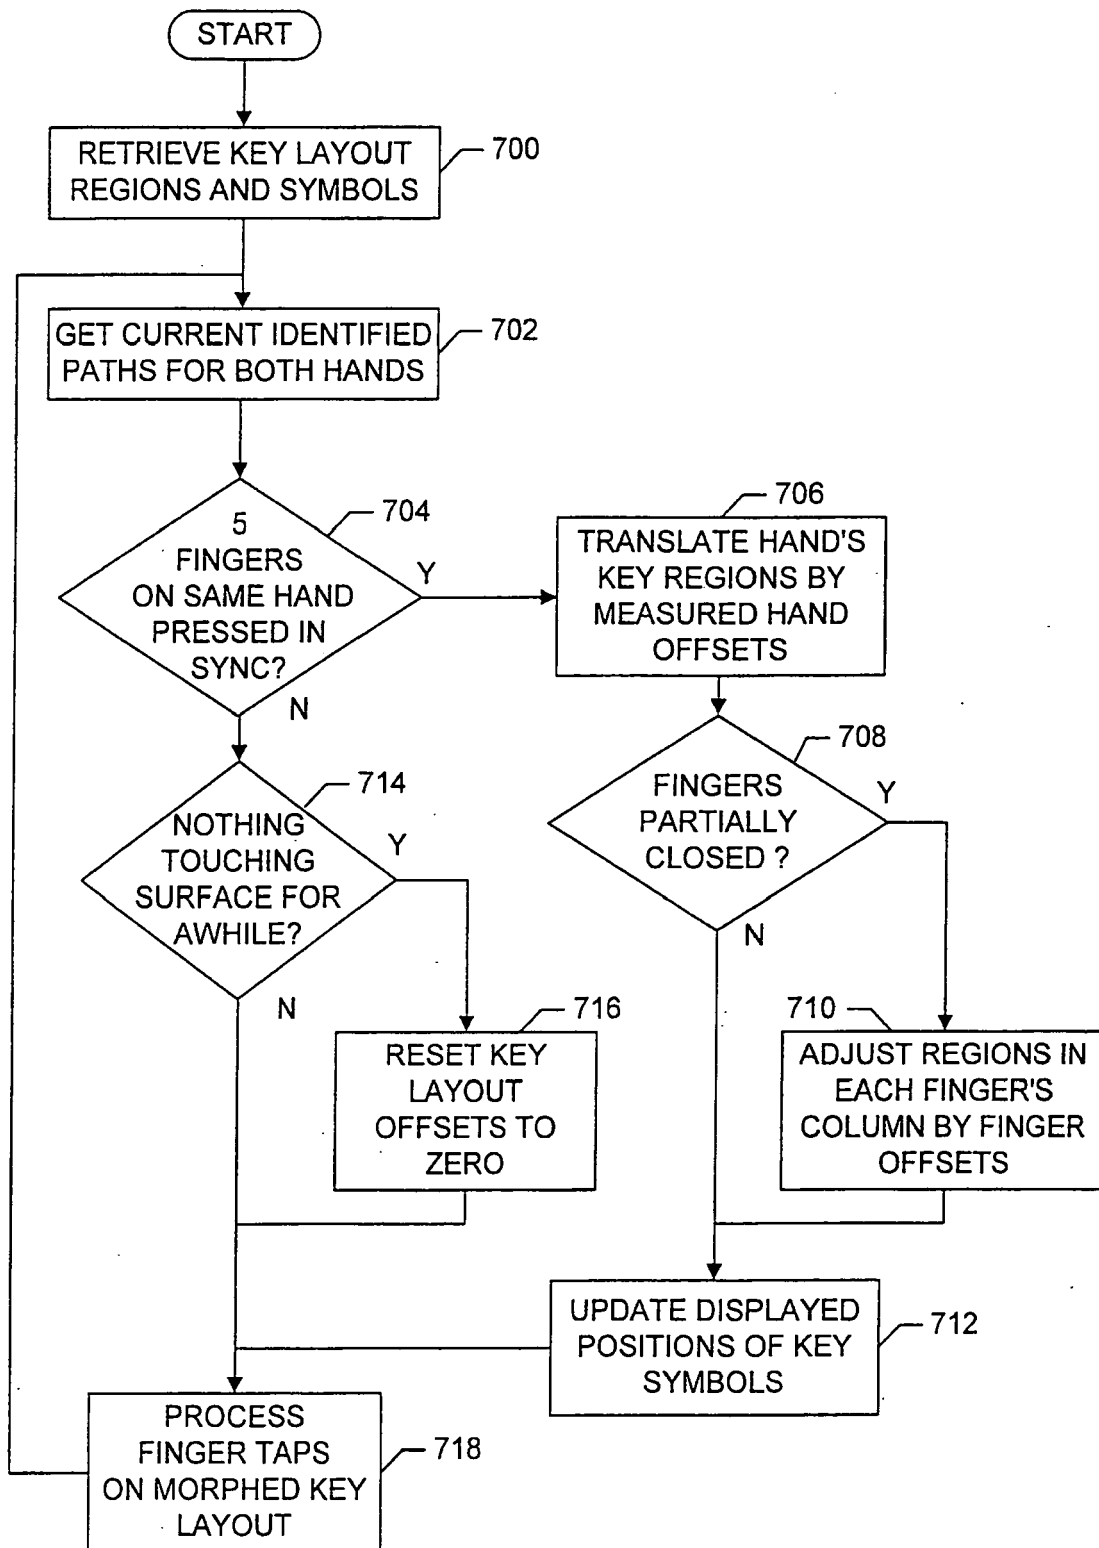 START
RETRIEVE KEY LAYOUT
REGIONS AND SYMBOLS
700
GET CURRENT IDENTIFIED
PATHS FOR BOTH HANDS
702
5
FINGERS
ON SAME HAND
PRESSED IN
SYNC?
704
Y
N
706
TRANSLATE HAND'S
KEY REGIONS BY
MEASURED HAND
OFFSETS
708
FINGERS
PARTIALLY
CLOSED ?
Y
N
714
NOTHING
TOUCHING
SURFACE FOR
AWHILE?
Y
N
716
RESET KEY
LAYOUT
OFFSETS TO
ZERO
710
ADJUST REGIONS IN
EACH FINGER'S
COLUMN BY FINGER
OFFSETS
UPDATE DISPLAYED
POSITIONS OF KEY
SYMBOLS
712
PROCESS
FINGER TAPS
ON MORPHED KEY
LAYOUT
718